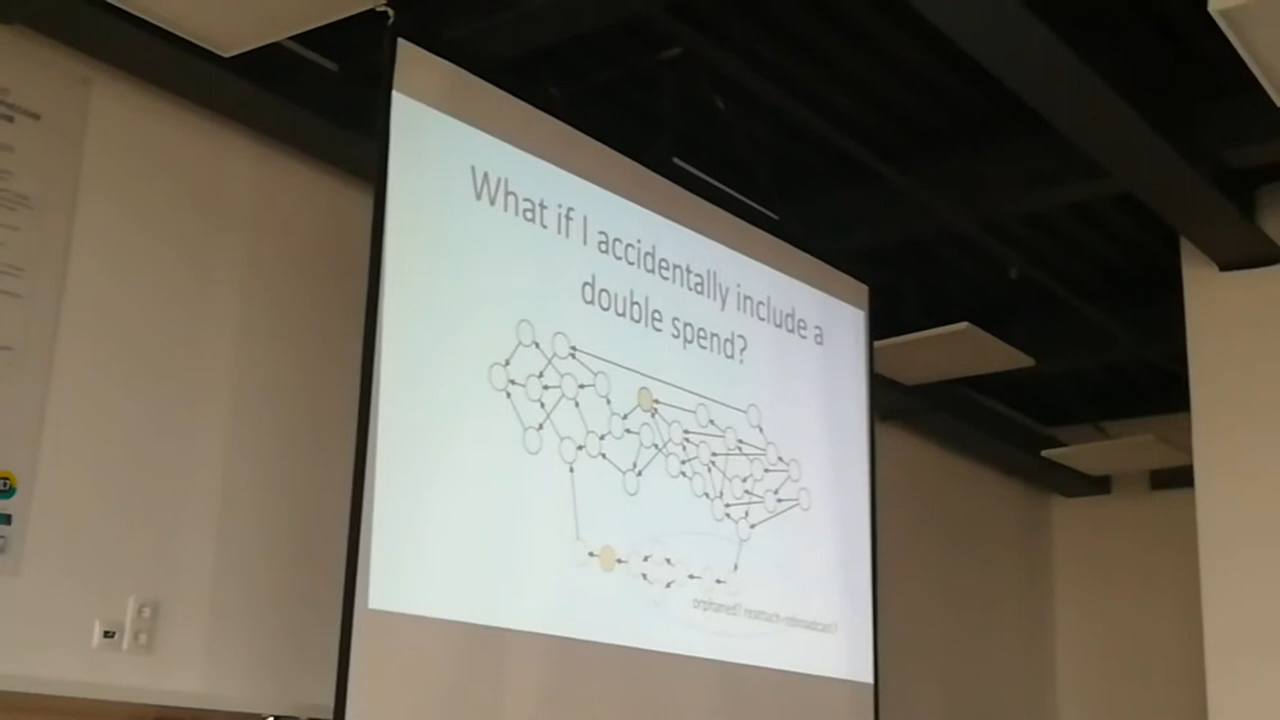 What if I accidentally include a
double spend?
orphaned? reattach-rebroadcast?